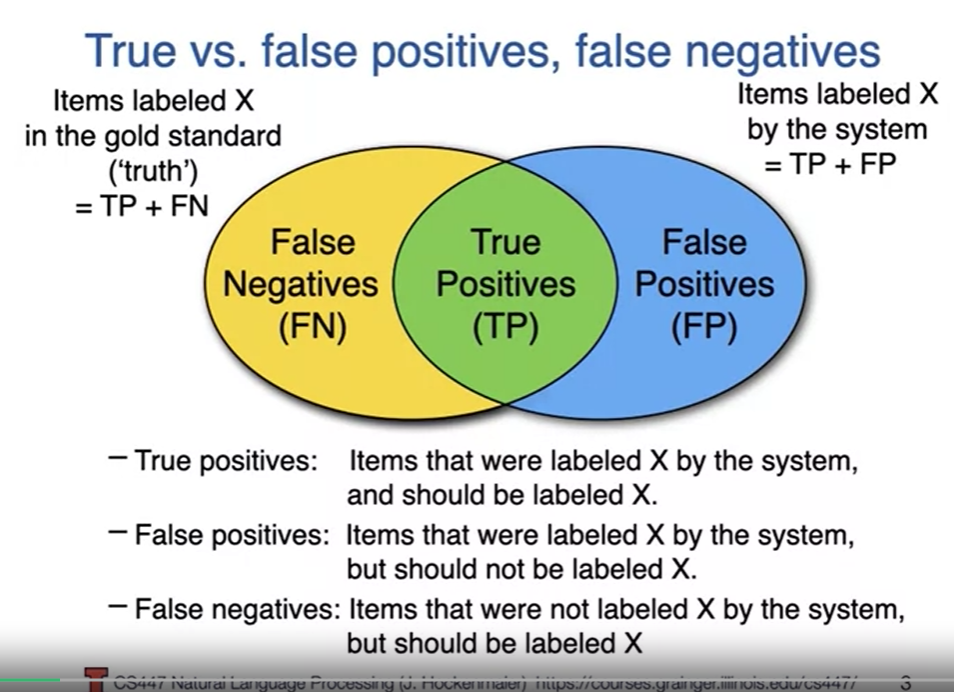 True vs. false positives, false negatives
Items labeled X
in the gold standard
(‘truth’)
= TP + FN
Items labeled X
by the system
= TP + FP
False
Negatives
(FN)
True
Positives
(TP)
False
Positives
(FP)
– True positives: Items that were labeled X by the system,
and should be labeled X.
– False positives: Items that were labeled X by the system,
but should not be labeled X.
– False negatives: Items that were not labeled X by the system,
but should be labeled X
CS447 Natural Language Processing (J. Hockenmaier) https://courses.grainger.illinois.edu/cs447/ 3